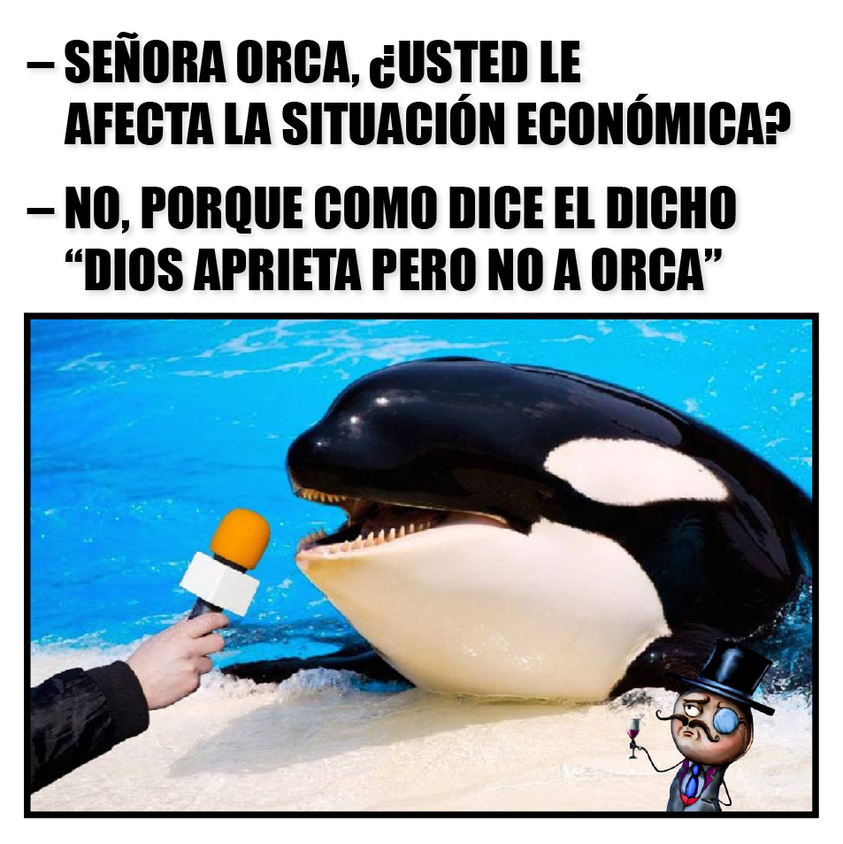 – SEÑORA ORCA, ¿USTED LE
AFECTA LA SITUACIÓN ECONÓMICA?
– NO, PORQUE COMO DICE EL DICHO
“DIOS APRIETA PERO NO A ORCA”